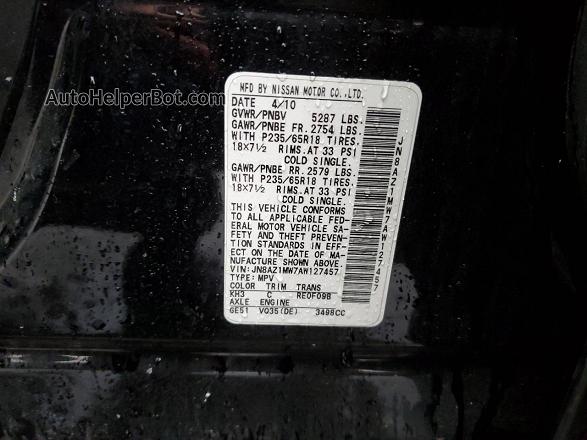 AutoHelperBot.com
MFD BY NISSAN MOTOR CO.,LTD.
DATE 4/10
GVWR/PNBV 5287 LBS.
GAWR/PNBE FR. 2754 LBS.
WITH P235/65R18 TIRES.
18×7½ RIMS. AT 33 PSI
COLD SINGLE.
GAWR/PNBE RR. 2579 LBS.
WITH P235/65R18 TIRES.
18×7½ RIMS. AT 33 PSI
COLD SINGLE.
THIS VEHICLE CONFORMS
TO ALL APPLICABLE FED-
ERAL MOTOR VEHICLE SA-
FETY AND THEFT PREVEN-
TION STANDARDS IN EFF-
ECT ON THE DATE OF MA-
NUFACTURE SHOWN ABOVE.
VIN: JN8AZ1MW7AW127457
TYPE: MPV
COLOR TRIM TRANS
KH3 C RE0F09B
AXLE ENGINE
GE51 VQ35(DE) 3498CC
JN8AZ1MW7AW127457